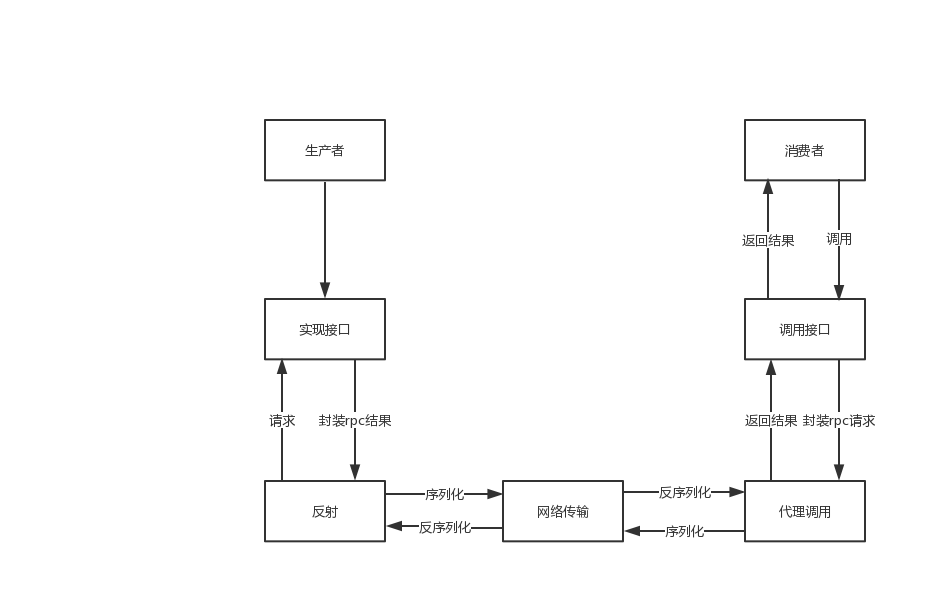 生产者
消费者
返回结果
调用
实现接口
调用接口
请求
封装rpc结果
返回结果
封装rpc请求
序列化
反序列化
反射
网络传输
代理调用
反序列化
序列化